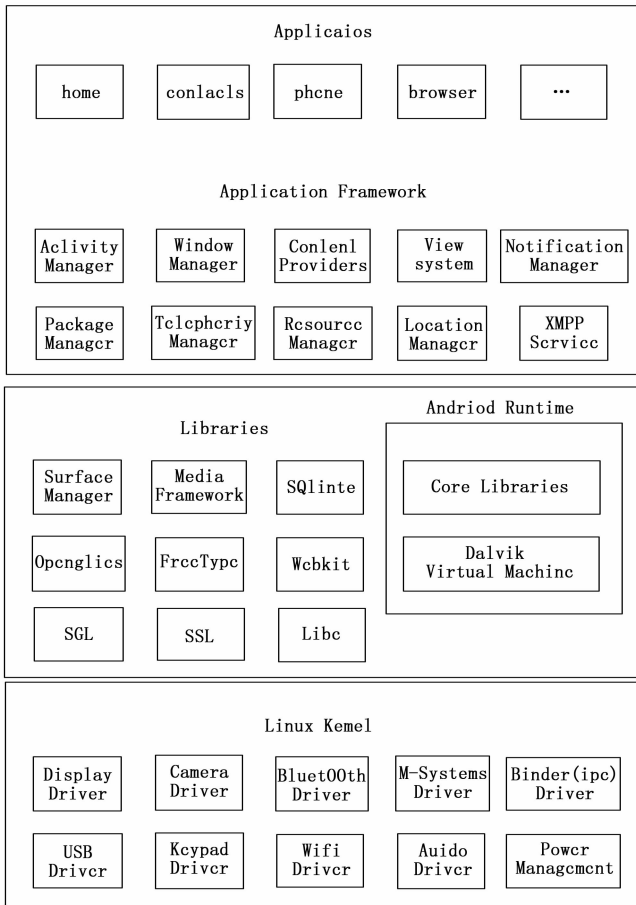 Applicaios
home
conlacls
phcne
browser
…
Application Framework
Aclivity
Manager
Window
Manager
Conlenl
Providers
View
system
Notification
Manager
Package
Managcr
Tclcphcriy
Managcr
Rcsourcc
Managcr
Location
Managcr
XMPP
Scrvicc
Libraries
Andriod Runtime
Surface
Manager
Media
Framework
SQlinte
Core Libraries
Opcnglics
FrccTypc
Wcbkit
Dalvik
Virtual Machinc
SGL
SSL
Libc
Linux Kemel
Display
Driver
Camera
Driver
BluetOOth
Driver
M-Systems
Driver
Binder(ipc)
Driver
USB
Drivcr
Kcypad
Drivcr
Wifi
Drivcr
Auido
Drivcr
Powcr
Managcmcnt